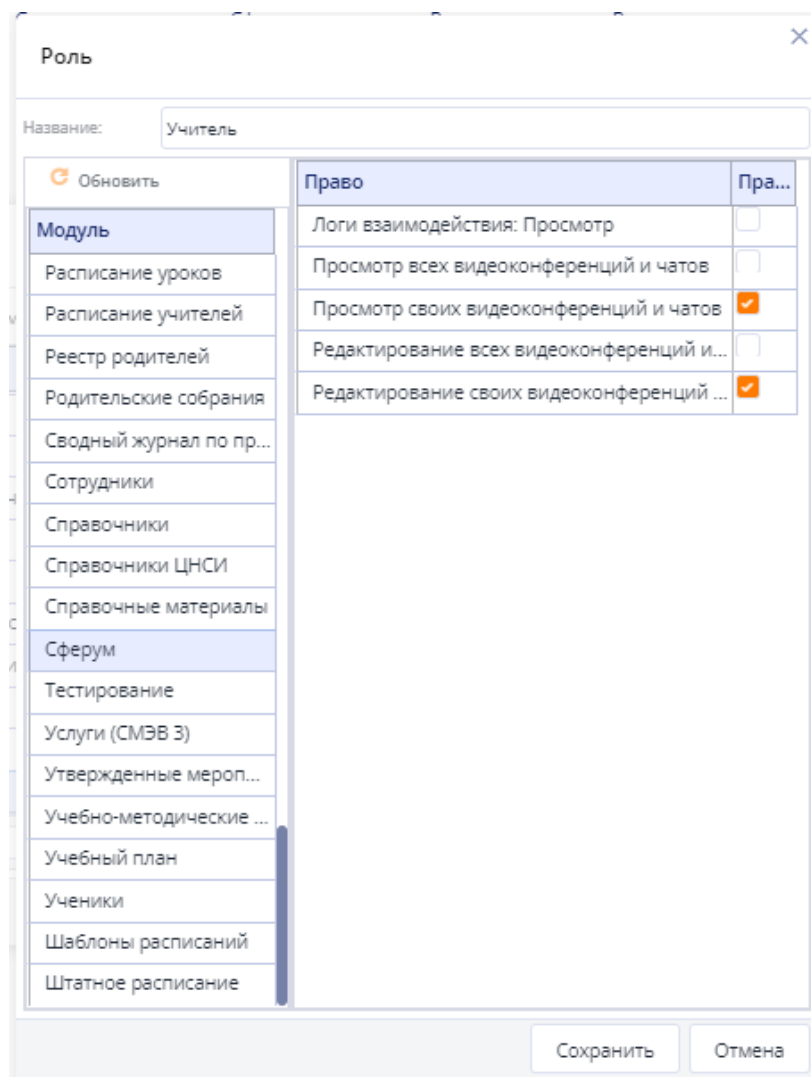 Роль
Название: Учитель
Обновить
Модуль
Расписание уроков
Расписание учителей
Реестр родителей
Родительские собрания
Сводный журнал по пр...
Сотрудники
Справочники
Справочники ЦНСИ
Справочные материалы
Сферум
Тестирование
Услуги (СМЭВ 3)
Утвержденные мероп...
Учебно-методические ...
Учебный план
Ученики
Шаблоны расписаний
Штатное расписание
Право Пра...
Логи взаимодействия: Просмотр
Просмотр всех видеоконференций и чатов
Просмотр своих видеоконференций и чатов
Редактирование всех видеоконференций и...
Редактирование своих видеоконференций ...
Сохранить Отмена